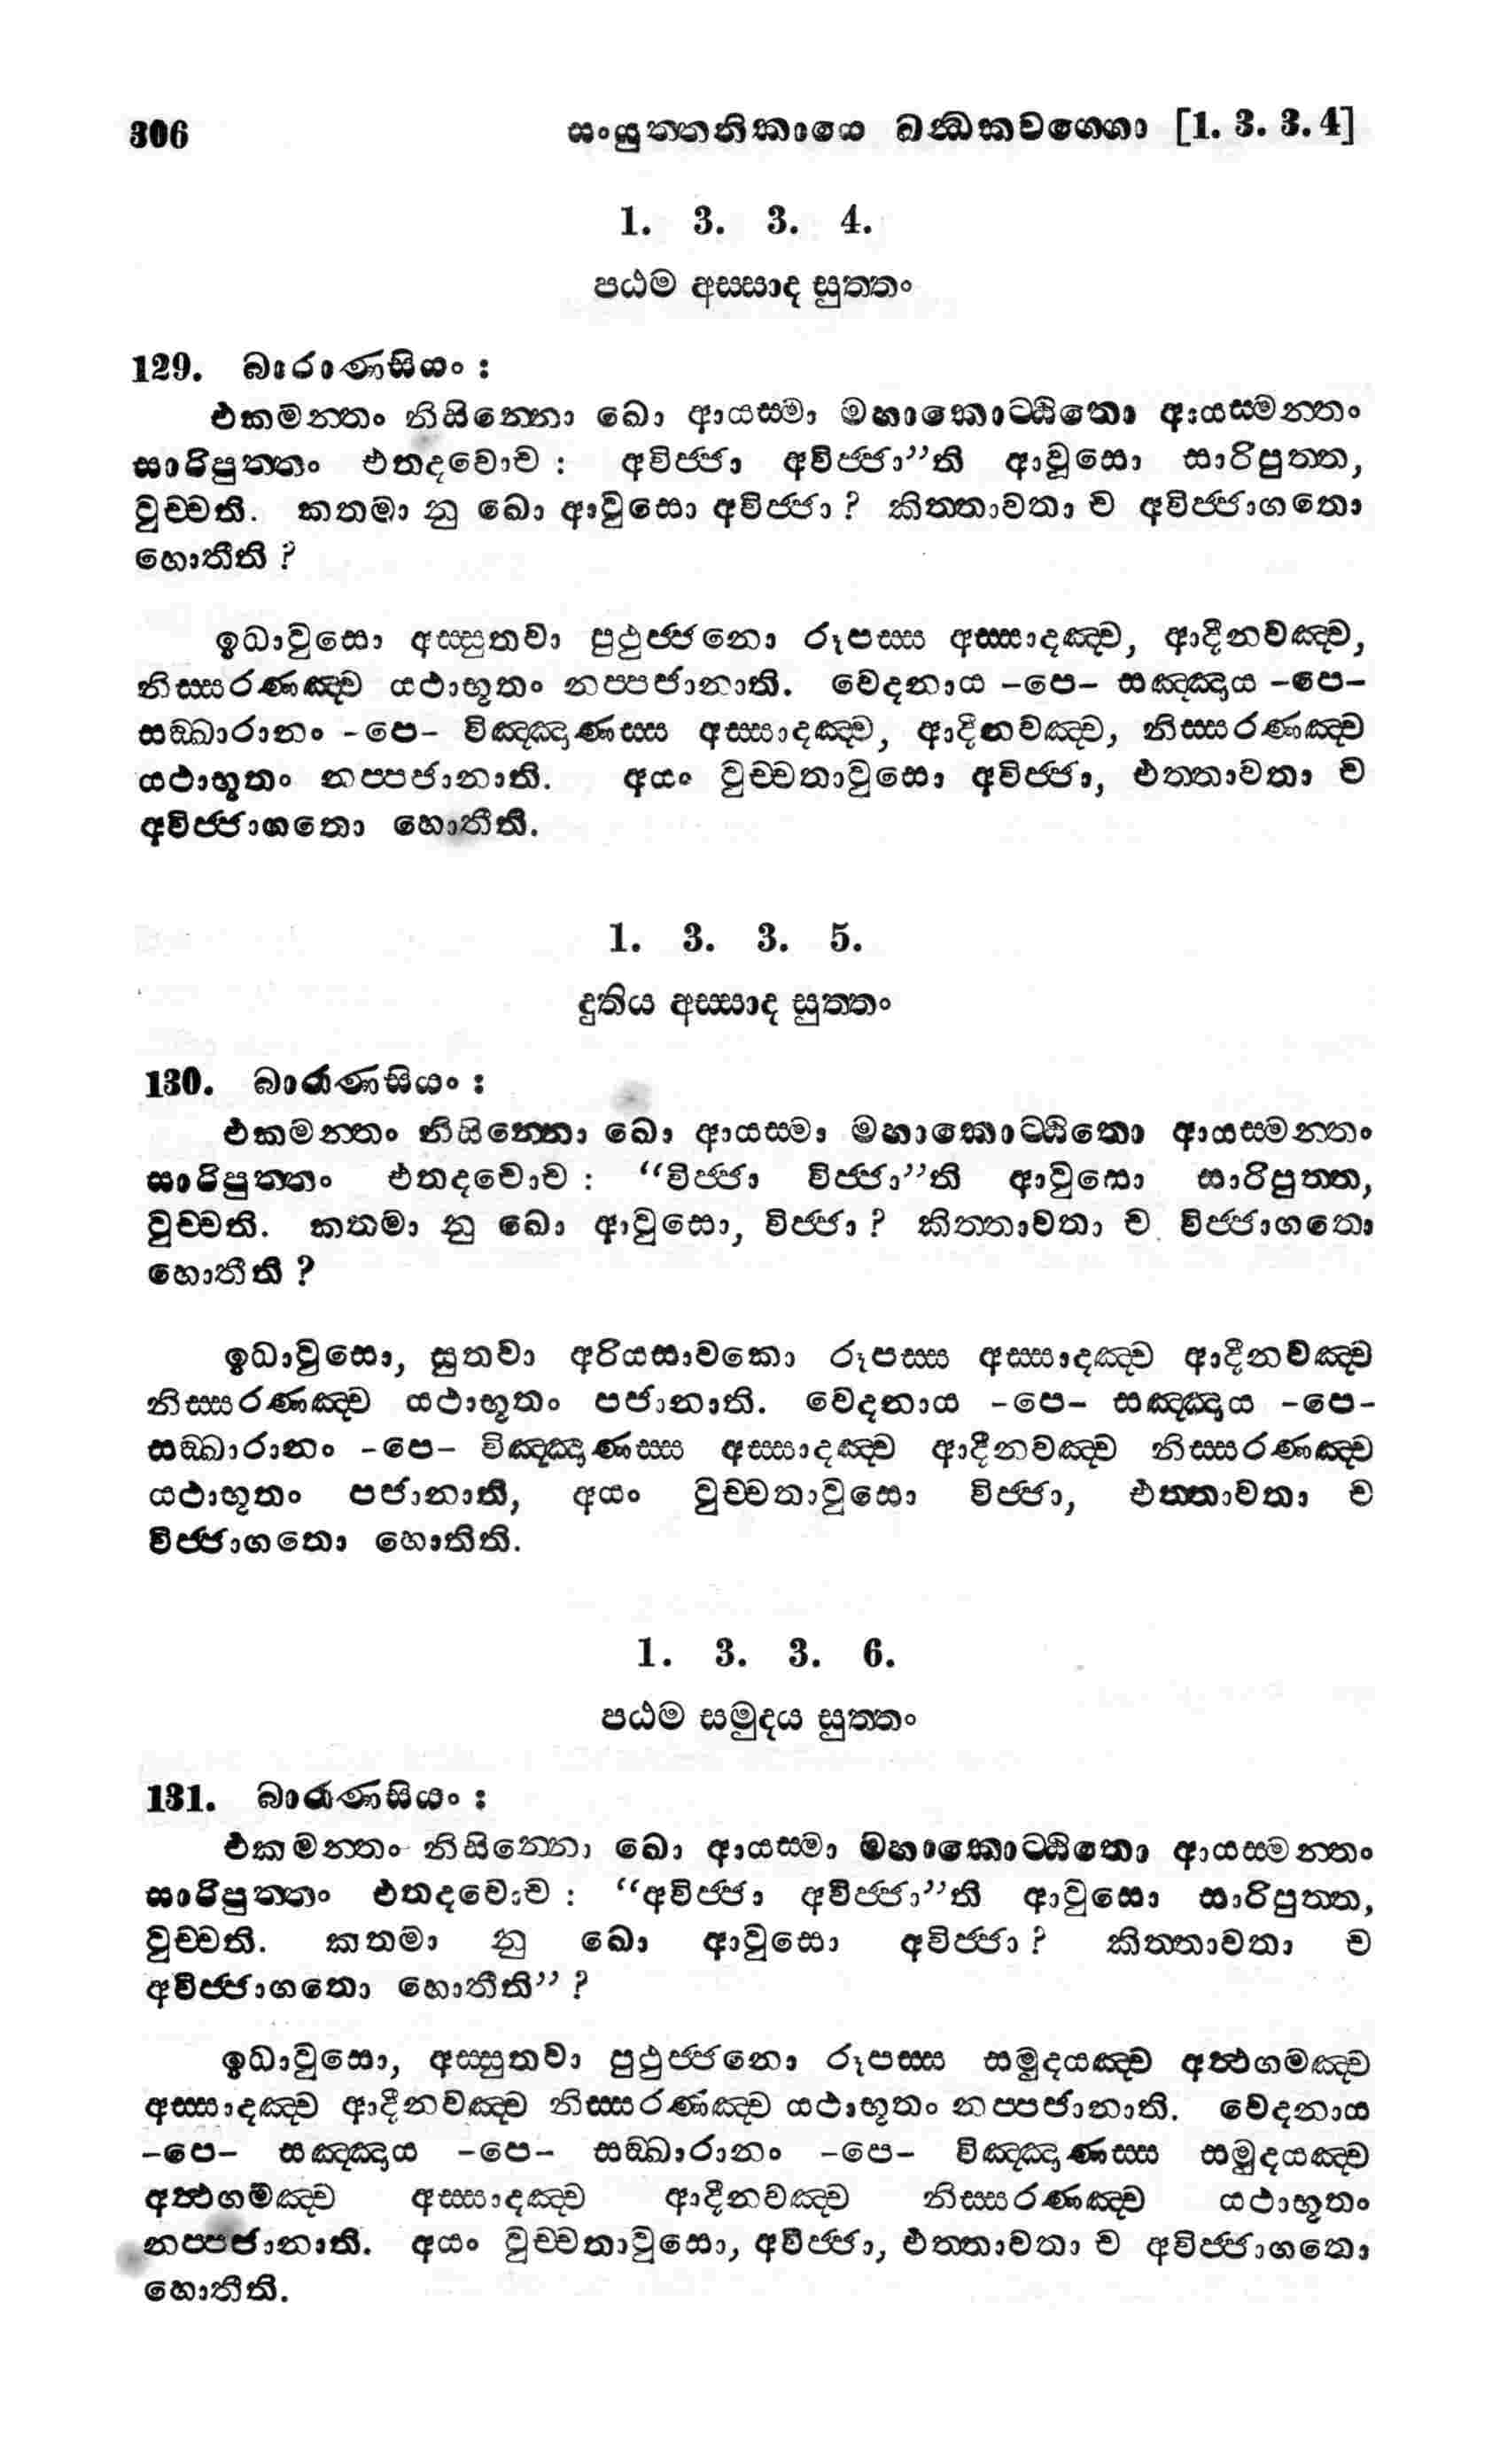 306 සංයුත්තනිකායෙ ඛන්ධකවග්ගො [1. 3. 3. 4]
1. 3. 3. 4.
පඨම අස්සාද සුත්තං
129. බාරාණසියං :
එකමන්තං නිසින්නො ඛො ආයස්මා මහාකොට්ඨිතො ආයස්මන්තං
සාරිපුත්තං එතදවොච : අවිජ්ජා අවිජ්ජා”ති ආවුසො සාරිපුත්ත,
වුච්චති. කතමා නු ඛො ආවුසො අවිජ්ජා ? කිත්තාවතා ච අවිජ්ජාගතො
හොතීති ?
ඉධාවුසො අස්සුතවා පුථුජ්ජනො රූපස්ස අස්සාදඤ්ච, ආදීනවඤ්ච,
නිස්සරණඤ්ච යථාභූතං නප්පජානාති. වෙදනාය -පෙ- සඤ්ඤාය -පෙ-
සඞ්ඛාරානං -පෙ- විඤ්ඤාණස්ස අස්සාදඤ්ච, ආදීනවඤ්ච, නිස්සරණඤ්ච
යථාභූතං නප්පජානාති. අයං වුච්චතාවුසො අවිජ්ජා, එත්තාවතා ච
අවිජ්ජාගතො හොතීති.
1. 3. 3. 5.
දුතිය අස්සාද සුත්තං
130. බාරාණසියං :
එකමන්තං නිසින්නො ඛො ආයස්මා මහාකොට්ඨිතො ආයස්මන්තං
සාරිපුත්තං එතදවොච : “විජ්ජා විජ්ජා”ති ආවුසො සාරිපුත්ත,
වුච්චති. කතමා නු ඛො ආවුසො, විජ්ජා ? කිත්තාවතා ච විජ්ජාගතො
හොතීති ?
ඉධාවුසො, සුතවා අරියසාවකො රූපස්ස අස්සාදඤ්ච ආදීනවඤ්ච
නිස්සරණඤ්ච යථාභූතං පජානාති. වෙදනාය -පෙ- සඤ්ඤාය -පෙ-
සඞ්ඛාරානං -පෙ- විඤ්ඤාණස්ස අස්සාදඤ්ච ආදීනවඤ්ච නිස්සරණඤ්ච
යථාභූතං පජානාති, අයං වුච්චතාවුසො විජ්ජා, එත්තාවතා ච
විජ්ජාගතො හොතිති.
1. 3. 3. 6.
පඨම සමුදය සුත්තං
131. බාරාණසියං :
එකමන්තං නිසින්නො ඛො ආයස්මා මහාකොට්ඨිතො ආයස්මන්තං
සාරිපුත්තං එතදවොච : “අවිජ්ජා අවිජ්ජා”ති ආවුසො සාරිපුත්ත,
වුච්චති. කතමා නු ඛො ආවුසො අවිජ්ජා ? කිත්තාවතා ච
අවිජ්ජාගතො හොතීති” ?
ඉධාවුසො, අස්සුතවා පුථුජ්ජනො රූපස්ස සමුදයඤ්ච අත්ථගමඤ්ච
අස්සාදඤ්ච ආදීනවඤ්ච නිස්සරණඤ්ච යථාභූතං නප්පජානාති. වෙදනාය
-පෙ- සඤ්ඤාය -පෙ- සඞ්ඛාරානං -පෙ- විඤ්ඤාණස්ස සමුදයඤ්ච
අත්ථගමඤ්ච අස්සාදඤ්ච ආදීනවඤ්ච නිස්සරණඤ්ච යථාභූතං
නප්පජානාති. අයං වුච්චතාවුසො, අවිජ්ජා, එත්තාවතා ච අවිජ්ජාගතො
හොතීති.